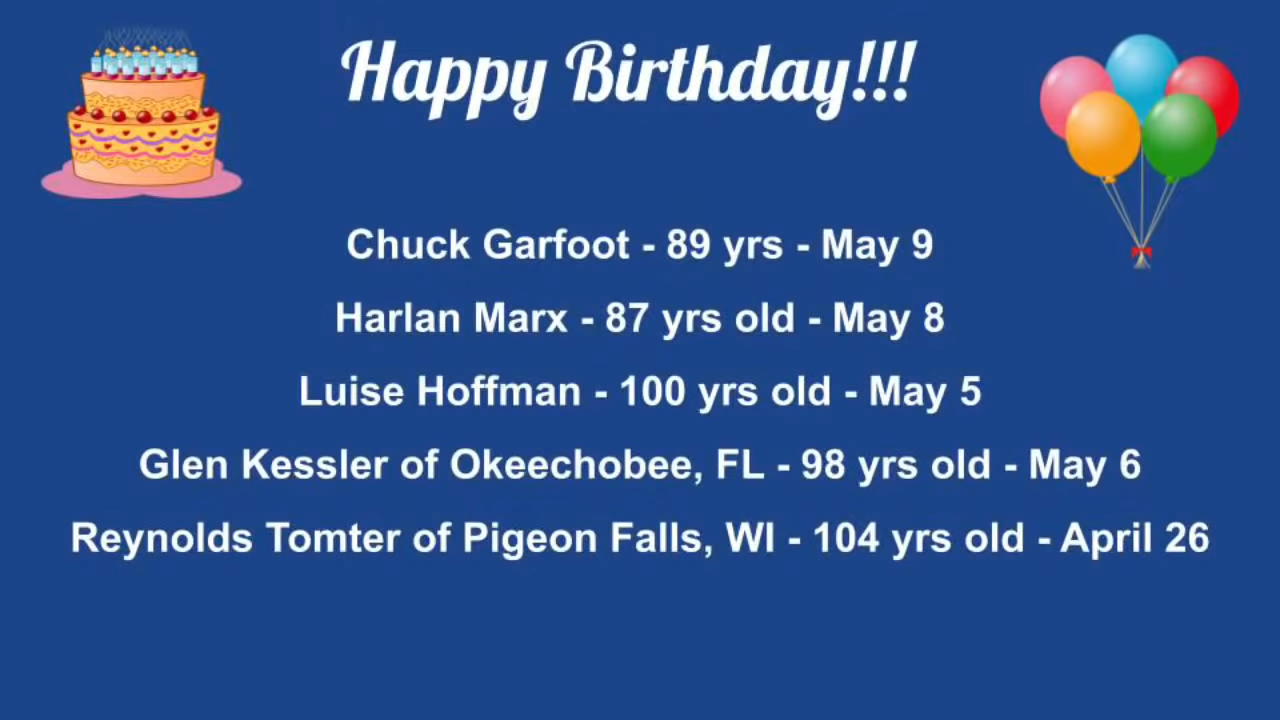 Happy Birthday!!!
Chuck Garfoot - 89 yrs - May 9
Harlan Marx - 87 yrs old - May 8
Luise Hoffman - 100 yrs old - May 5
Glen Kessler of Okeechobee, FL - 98 yrs old - May 6
Reynolds Tomter of Pigeon Falls, WI - 104 yrs old - April 26